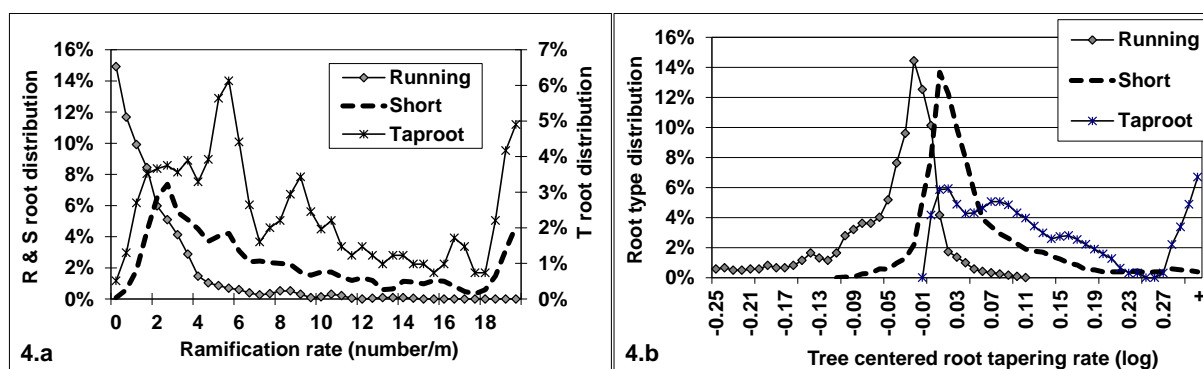 R & S root distribution
16%
14%
12%
10%
8%
6%
4%
2%
0%
7%
6%
5%
4%
3%
2%
1%
0%
T root distribution
Running
Short
Taproot
0 2 4 6 8 10 12 14 16 18
Ramification rate (number/m)
4.a
Root type distribution
16%
14%
12%
10%
8%
6%
4%
2%
0%
Running
Short
Taproot
-0.25 -0.21 -0.17 -0.13 -0.09 -0.05 -0.01 0.03 0.07 0.11 0.15 0.19 0.23 0.27 +
Tree centered root tapering rate (log)
4.b